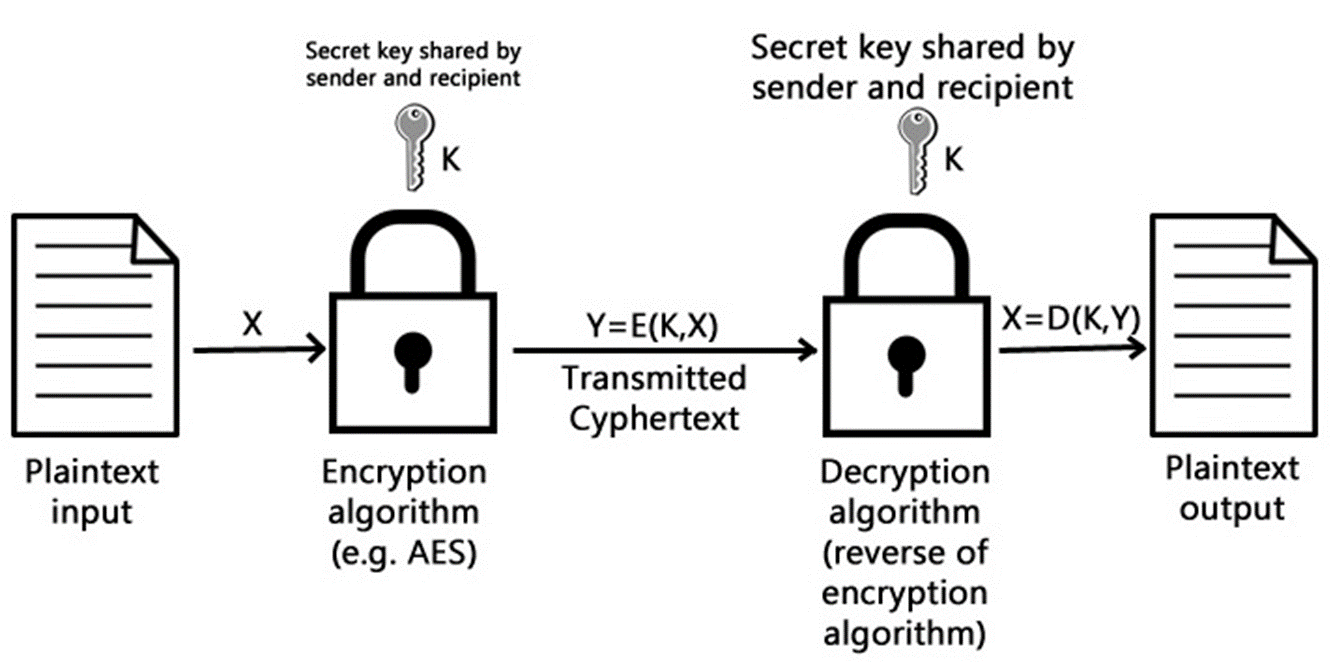 Secret key shared by
sender and recipient
K
Secret key shared by
sender and recipient
K
X
Y=E(K,X)
Transmitted
Cyphertext
X=D(K,Y)
Plaintext
input
Encryption
algorithm
(e.g. AES)
Decryption
algorithm
(reverse of
encryption
algorithm)
Plaintext
output